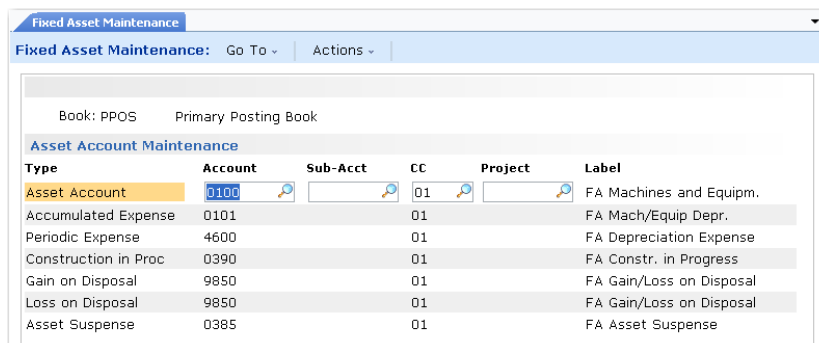 Fixed Asset Maintenance
Fixed Asset Maintenance: Go To Actions
Book: PPOS Primary Posting Book
Asset Account Maintenance
Type Account Sub-Acct CC Project Label
Asset Account 0100 01 FA Machines and Equipm.
Accumulated Expense 0101 01 FA Mach/Equip Depr.
Periodic Expense 4600 01 FA Depreciation Expense
Construction in Proc 0390 01 FA Constr. in Progress
Gain on Disposal 9850 01 FA Gain/Loss on Disposal
Loss on Disposal 9850 01 FA Gain/Loss on Disposal
Asset Suspense 0385 01 FA Asset Suspense